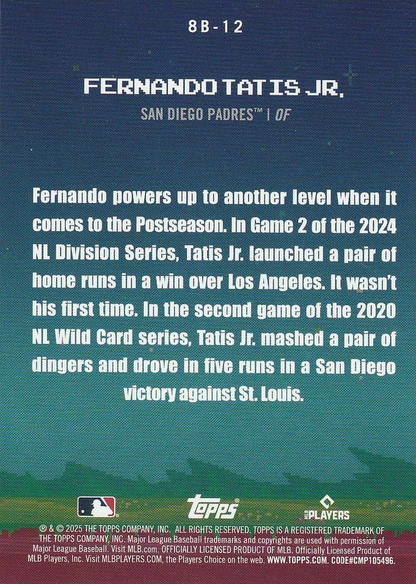 8B-12
FERNANDO TATIS JR.
SAN DIEGO PADRES™ | OF
Fernando powers up to another level when it
comes to the Postseason. In Game 2 of the 2024
NL Division Series, Tatis Jr. launched a pair of
home runs in a win over Los Angeles. It wasn't
his first time. In the second game of the 2020
NL Wild Card series, Tatis Jr. mashed a pair of
dingers and drove in five runs in a San Diego
victory against St. Louis.
topps PLAYERS
® & © 2025 THE TOPPS COMPANY, INC. ALL RIGHTS RESERVED. TOPPS IS A REGISTERED TRADEMARK OF
THE TOPPS COMPANY, INC. Major League Baseball trademarks and copyrights are used with permission of
Major League Baseball. Visit MLB.com. OFFICIALLY LICENSED PRODUCT OF MLB. Officially Licensed Product of
MLB Players, Inc. Visit MLBPLAYERS.COM, the Players Choice on the web. WWW.TOPPS.COM. CODE#CMP105496.